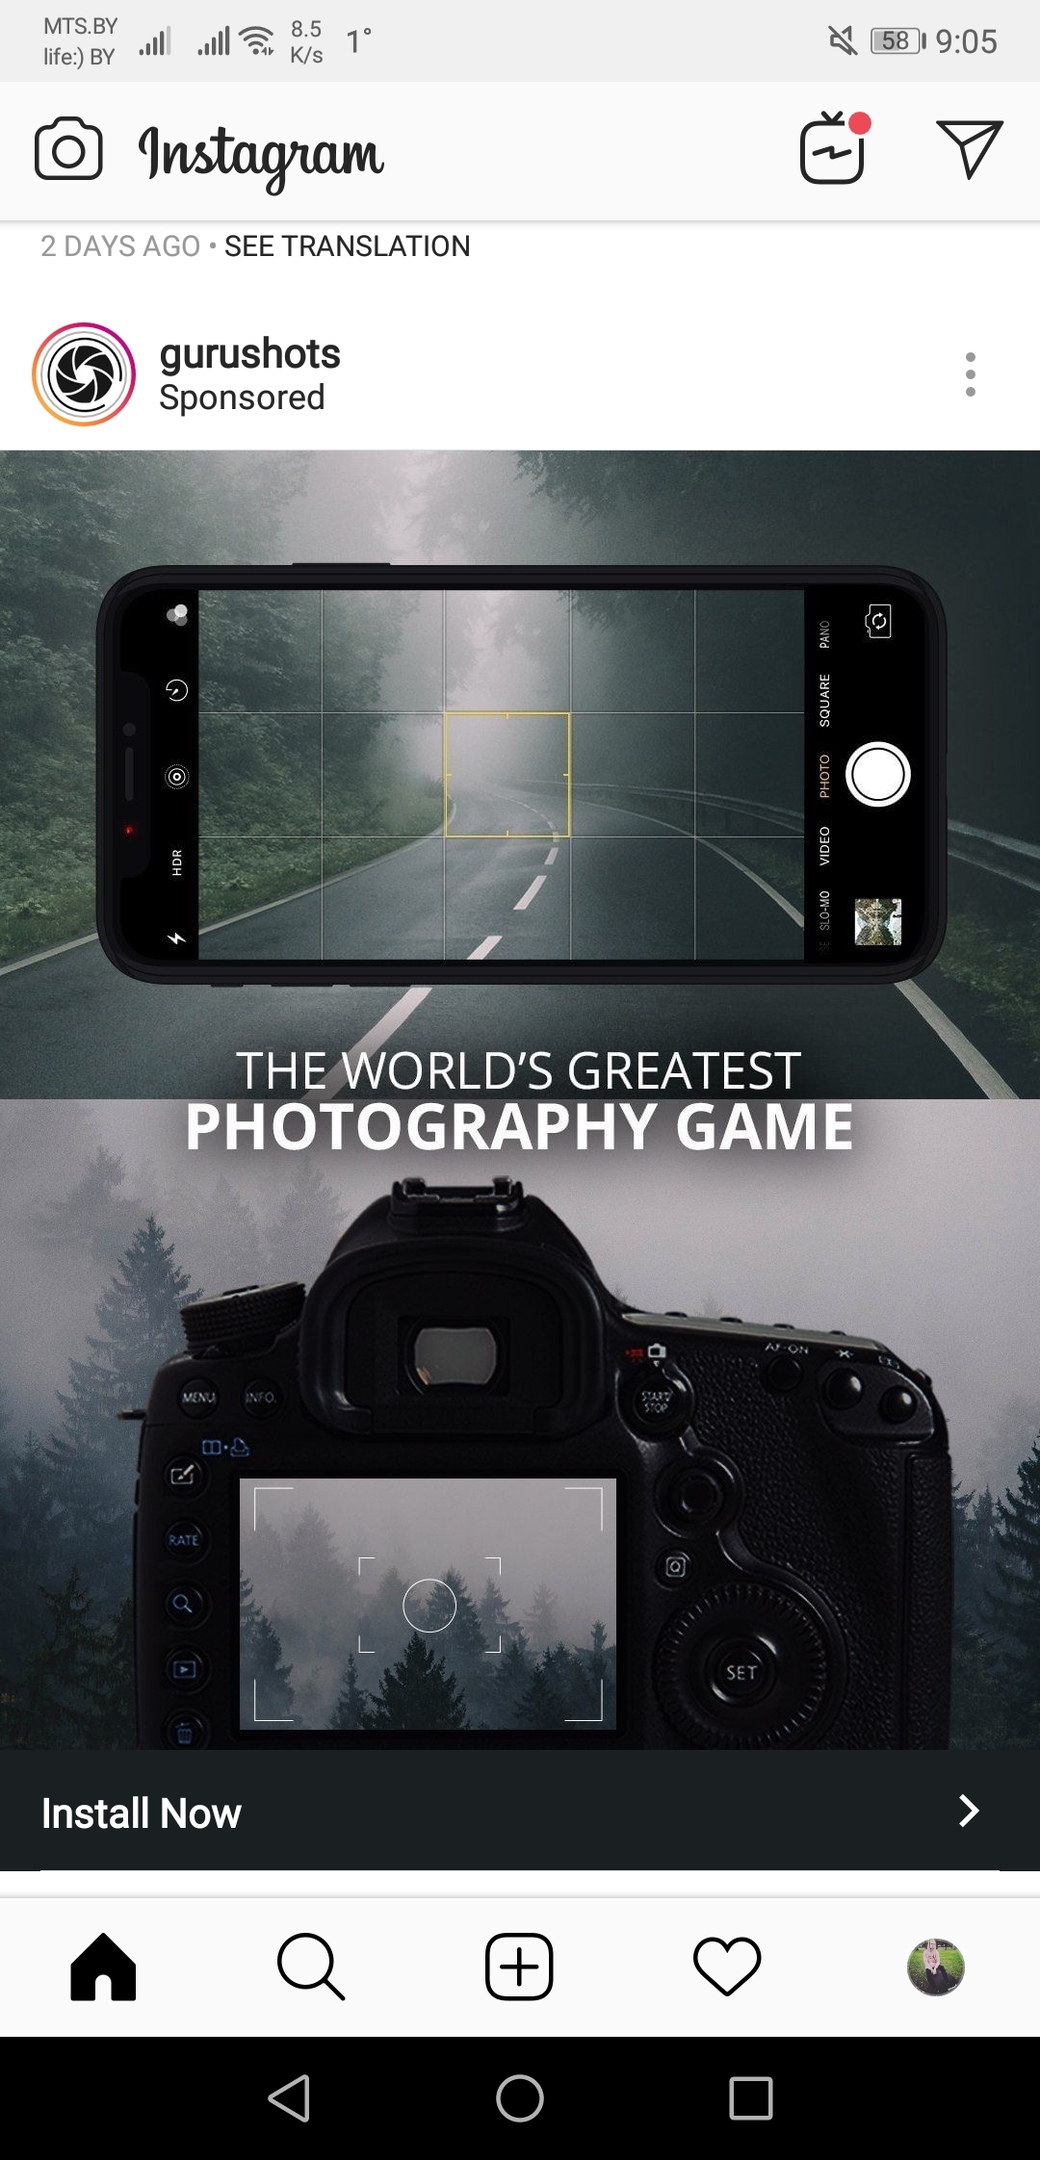 MTS.BY
life:) BY
8.5
K/s
1°
58
9:05
Instagram
2 DAYS AGO • SEE TRANSLATION
gurushots
Sponsored
HDR
PANO
SQUARE
PHOTO
VIDEO
SLO-MO
THE WORLD'S GREATEST
PHOTOGRAPHY GAME
MENU
INFO.
START/
STOP
AF-ON
RATE
Q
SET
Install Now